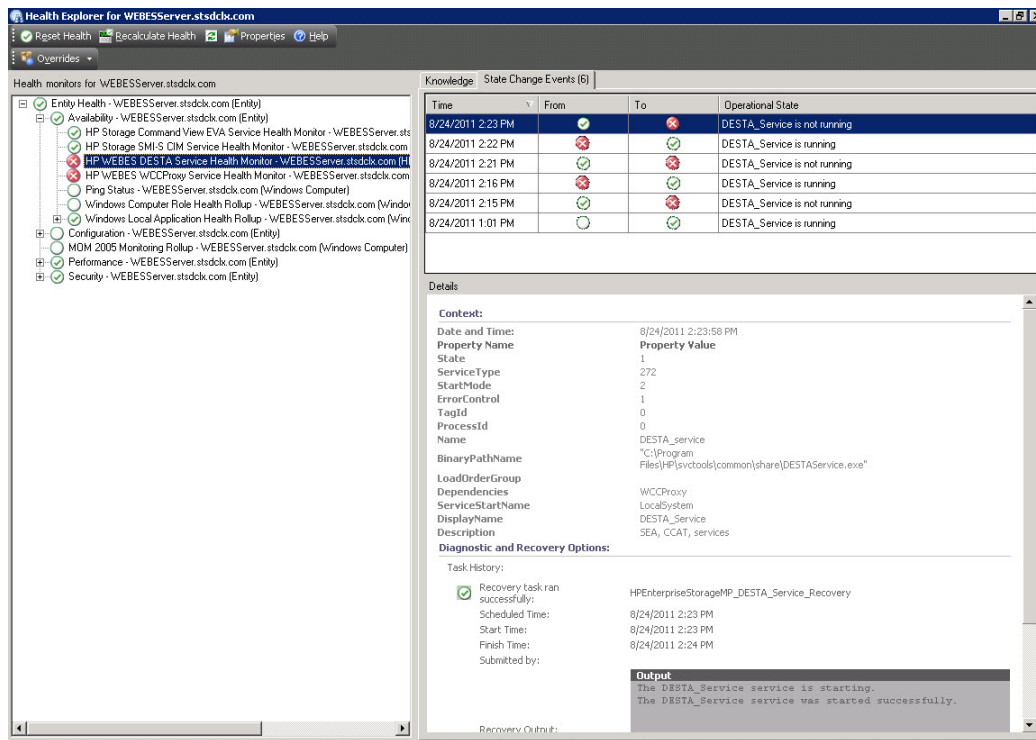 Health Explorer for WEBESServer.stsdclx.com
Reset Health Recalculate Health Properties Help
Overrides
Health monitors for WEBESServer.stsdclx.com
Entity Health - WEBESServer.stsdclx.com (Entity)
Availability - WEBESServer.stsdclx.com (Entity)
HP Storage Command View EVA Service Health Monitor - WEBESServer.sts
HP Storage SMI-S CIM Service Health Monitor - WEBESServer.stsdclx.com
HP WEBES DESTA Service Health Monitor - WEBESServer.stsdclx.com (H
HP WEBES WCCProxy Service Health Monitor - WEBESServer.stsdclx.com
Ping Status - WEBESServer.stsdclx.com (Windows Computer)
Windows Computer Role Health Rollup - WEBESServer.stsdclx.com (Windo
Windows Local Application Health Rollup - WEBESServer.stsdclx.com (Winc
Configuration - WEBESServer.stsdclx.com (Entity)
MOM 2005 Monitoring Rollup - WEBESServer.stsdclx.com (Windows Computer)
Performance - WEBESServer.stsdclx.com (Entity)
Security - WEBESServer.stsdclx.com (Entity)
Knowledge State Change Events (6)
Time From To Operational State
8/24/2011 2:23 PM DESTA_Service is not running
8/24/2011 2:22 PM DESTA_Service is running
8/24/2011 2:21 PM DESTA_Service is not running
8/24/2011 2:16 PM DESTA_Service is running
8/24/2011 2:15 PM DESTA_Service is not running
8/24/2011 1:01 PM DESTA_Service is running
Details
Context:
Date and Time: 8/24/2011 2:23:58 PM
Property Name Property Value
State 1
ServiceType 272
StartMode 2
ErrorControl 1
TagId 0
ProcessId 0
Name DESTA_service
BinaryPathName "C:\Program
Files\HP\svctools\common\share\DESTAService.exe"
LoadOrderGroup
Dependencies WCCProxy
ServiceStartName LocalSystem
DisplayName DESTA_Service
Description SEA, CCAT, services
Diagnostic and Recovery Options:
Task History:
Recovery task ran
successfully: HPEnterpriseStorageMP_DESTA_Service_Recovery
Scheduled Time: 8/24/2011 2:23 PM
Start Time: 8/24/2011 2:23 PM
Finish Time: 8/24/2011 2:24 PM
Submitted by:
Output
The DESTA_Service service is starting.
The DESTA_Service service was started successfully.
Recovery Output: